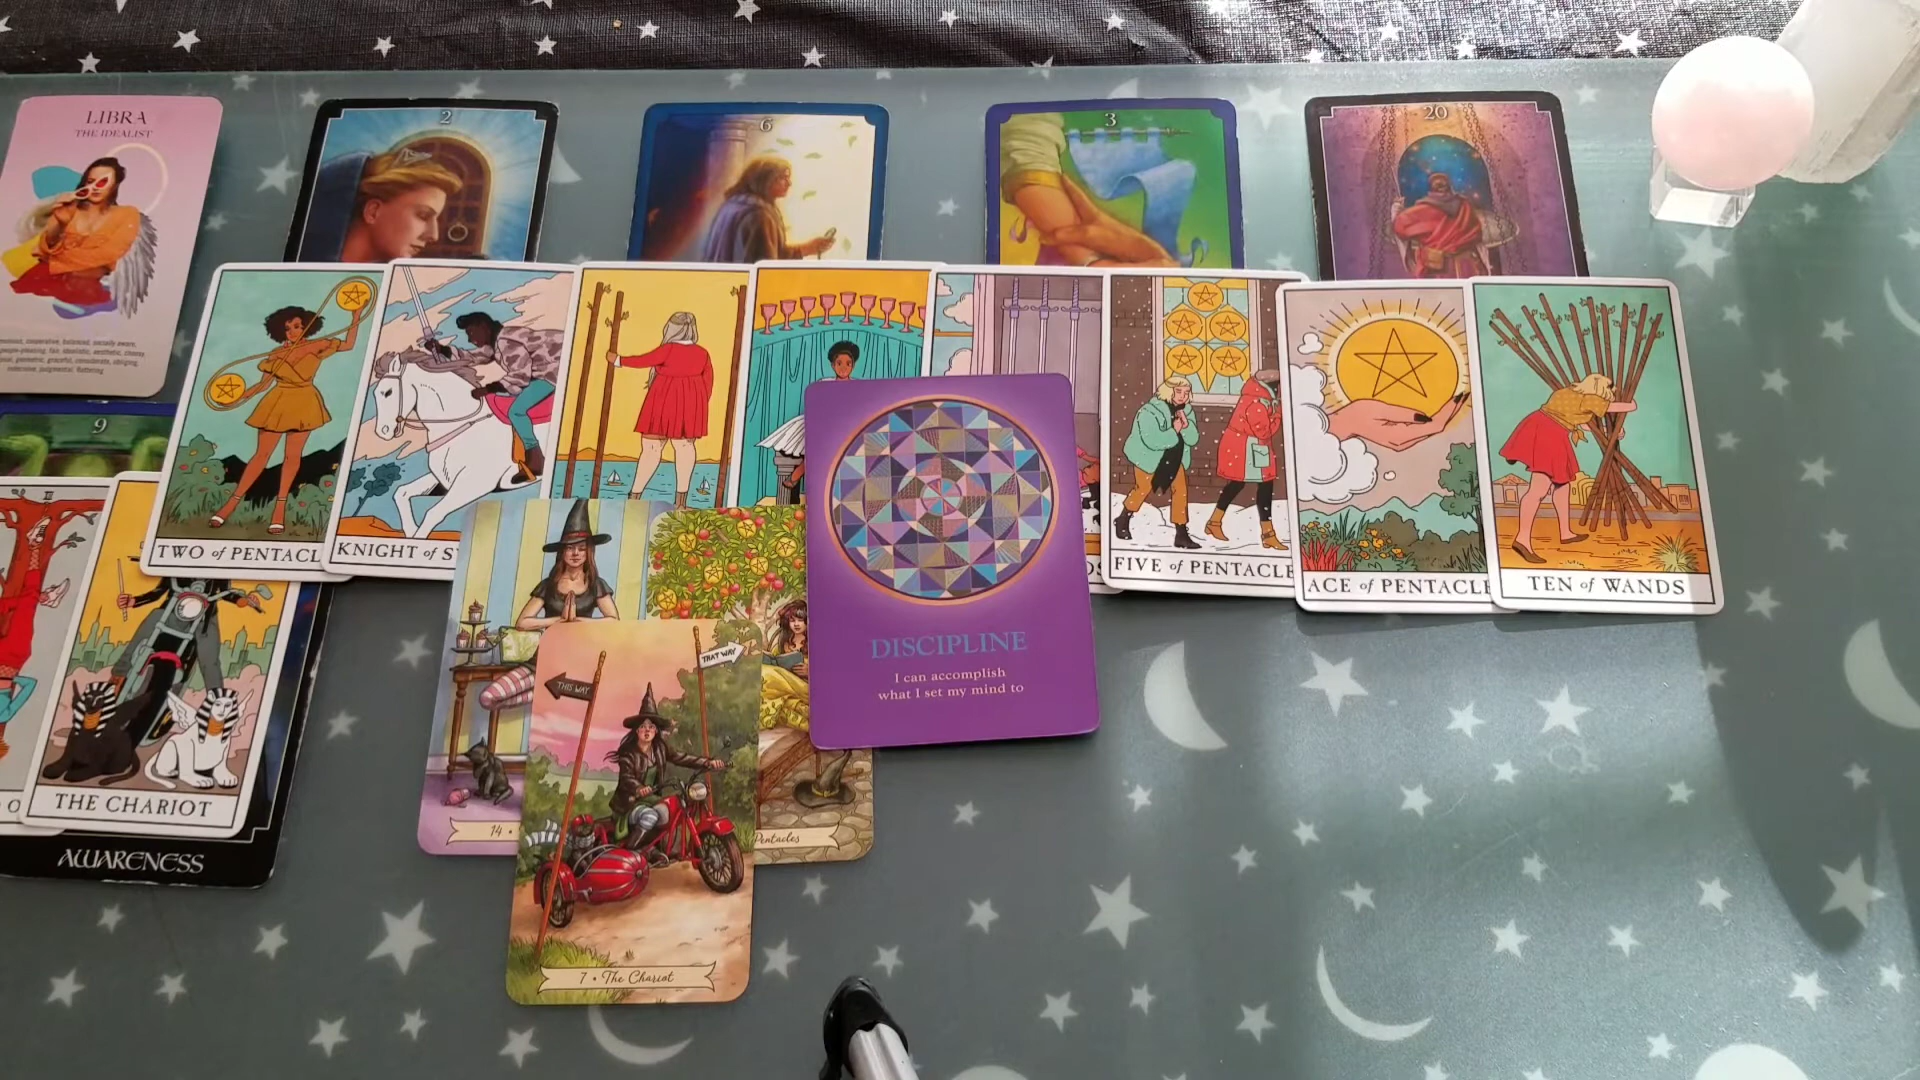 LIBRA
THE IDEALIST
2
6
3
20
9
TWO of PENTACL
KNIGHT of S
FIVE of PENTACLE
ACE of PENTACLE
TEN of WANDS
DISCIPLINE
I can accomplish
what I set my mind to
THIS WAY
THAT WAY
THE CHARIOT
14 •
Pentacles
AWARENESS
7 • The Chariot